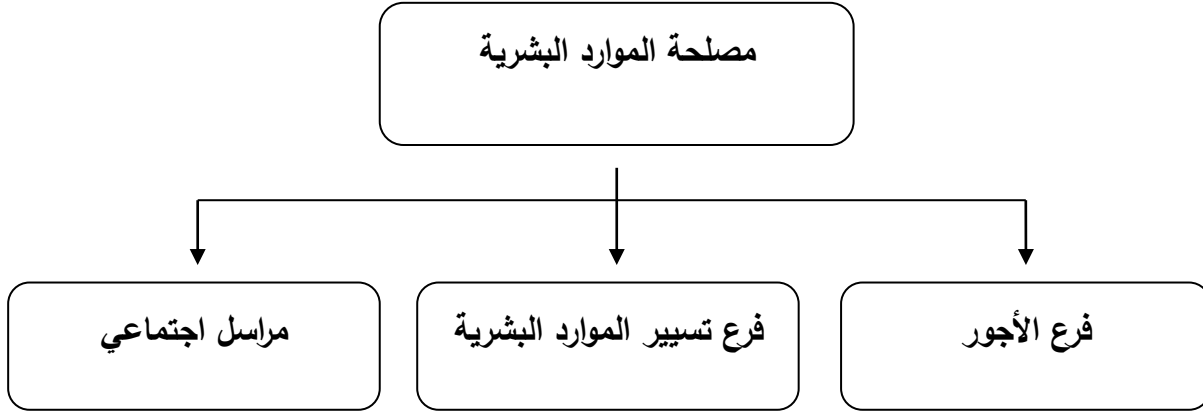 مصلحة الموارد البشرية
فرع الأجور
فرع تسيير الموارد البشرية
مراسل اجتماعي